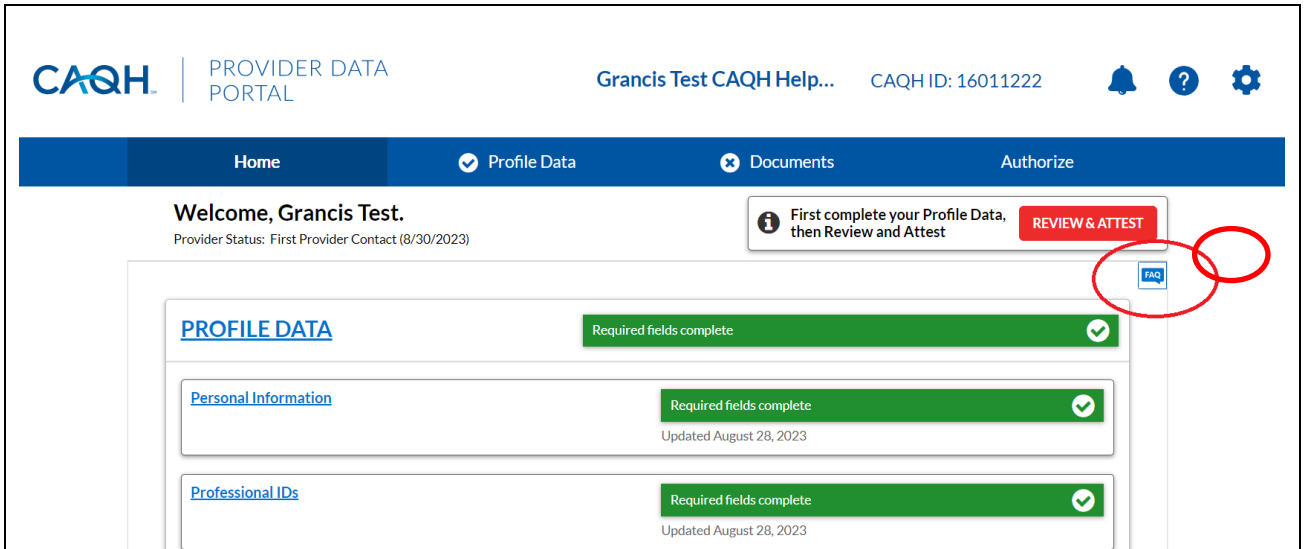 CAQH
PROVIDER DATA
PORTAL
Grancis Test CAQH Help...
CAQH ID: 16011222
?
Home
Profile Data
Documents
Authorize
Welcome, Grancis Test.
Provider Status: First Provider Contact (8/30/2023)
First complete your Profile Data,
then Review and Attest
REVIEW & ATTEST
FAQ
PROFILE DATA
Required fields complete
Personal Information
Required fields complete
Updated August 28, 2023
Professional IDs
Required fields complete
Updated August 28, 2023